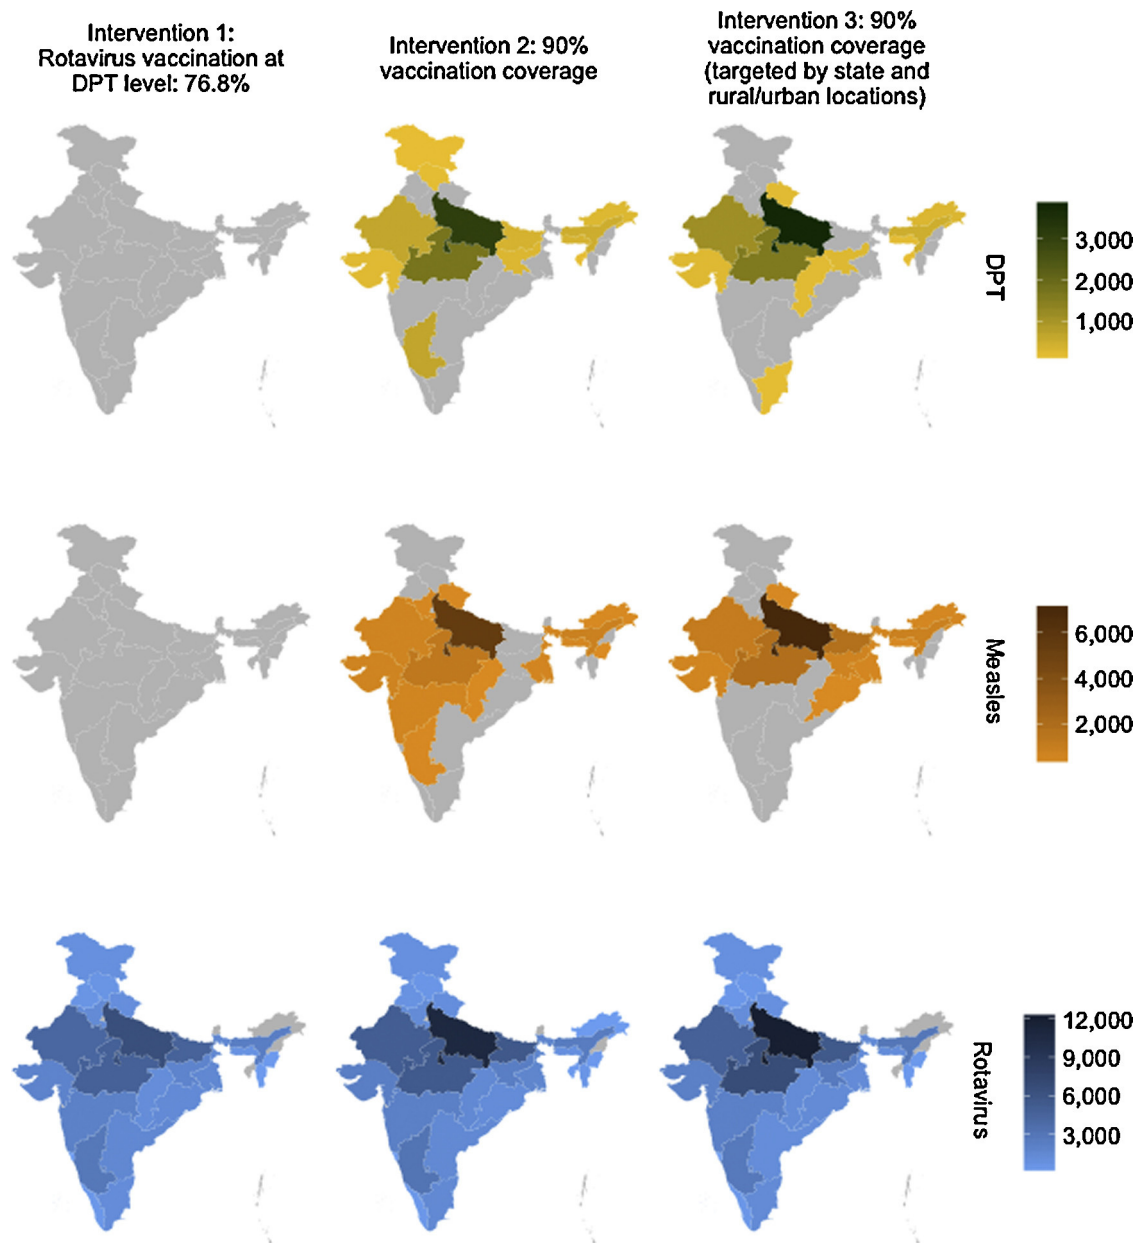 Intervention 1:
Rotavirus vaccination at
DPT level: 76.8%
Intervention 2: 90%
vaccination coverage
Intervention 3: 90%
vaccination coverage
(targeted by state and
rural/urban locations)
DPT
3,000
2,000
1,000
Measles
6,000
4,000
2,000
Rotavirus
12,000
9,000
6,000
3,000